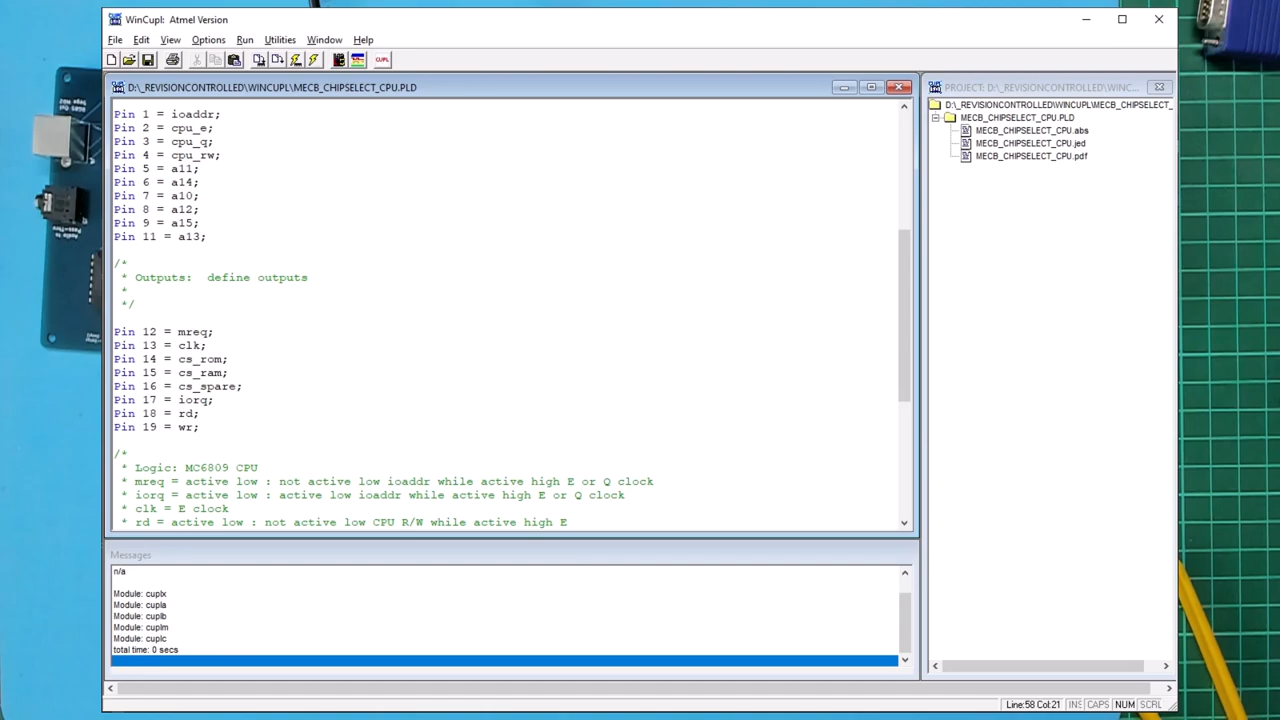 WinCupl: Atmel Version
File Edit View Options Run Utilities Window Help
CUPL
D:\_REVISIONCONTROLLED\WINCUPL\MECB_CHIPSELECT_CPU.PLD
Pin 1 = ioaddr;
Pin 2 = cpu_e;
Pin 3 = cpu_q;
Pin 4 = cpu_rw;
Pin 5 = a11;
Pin 6 = a14;
Pin 7 = a10;
Pin 8 = a12;
Pin 9 = a15;
Pin 11 = a13;
/*
* Outputs: define outputs
*
*/
Pin 12 = mreq;
Pin 13 = clk;
Pin 14 = cs_rom;
Pin 15 = cs_ram;
Pin 16 = cs_spare;
Pin 17 = iorq;
Pin 18 = rd;
Pin 19 = wr;
/*
* Logic: MC6809 CPU
* mreq = active low : not active low ioaddr while active high E or Q clock
* iorq = active low : active low ioaddr while active high E or Q clock
* clk = E clock
* rd = active low : not active low CPU R/W while active high E
PROJECT: D:\_REVISIONCONTROLLED\WINC...
D:\_REVISIONCONTROLLED\WINCUPL\MECB_CHIPSELECT_
MECB_CHIPSELECT_CPU.PLD
MECB_CHIPSELECT_CPU.abs
MECB_CHIPSELECT_CPU.jed
MECB_CHIPSELECT_CPU.pdf
Messages
n/a
Module: cuplx
Module: cupla
Module: cuplb
Module: cuplm
Module: cuplc
total time: 0 secs
Line:58 Col:21 INS CAPS NUM SCRL